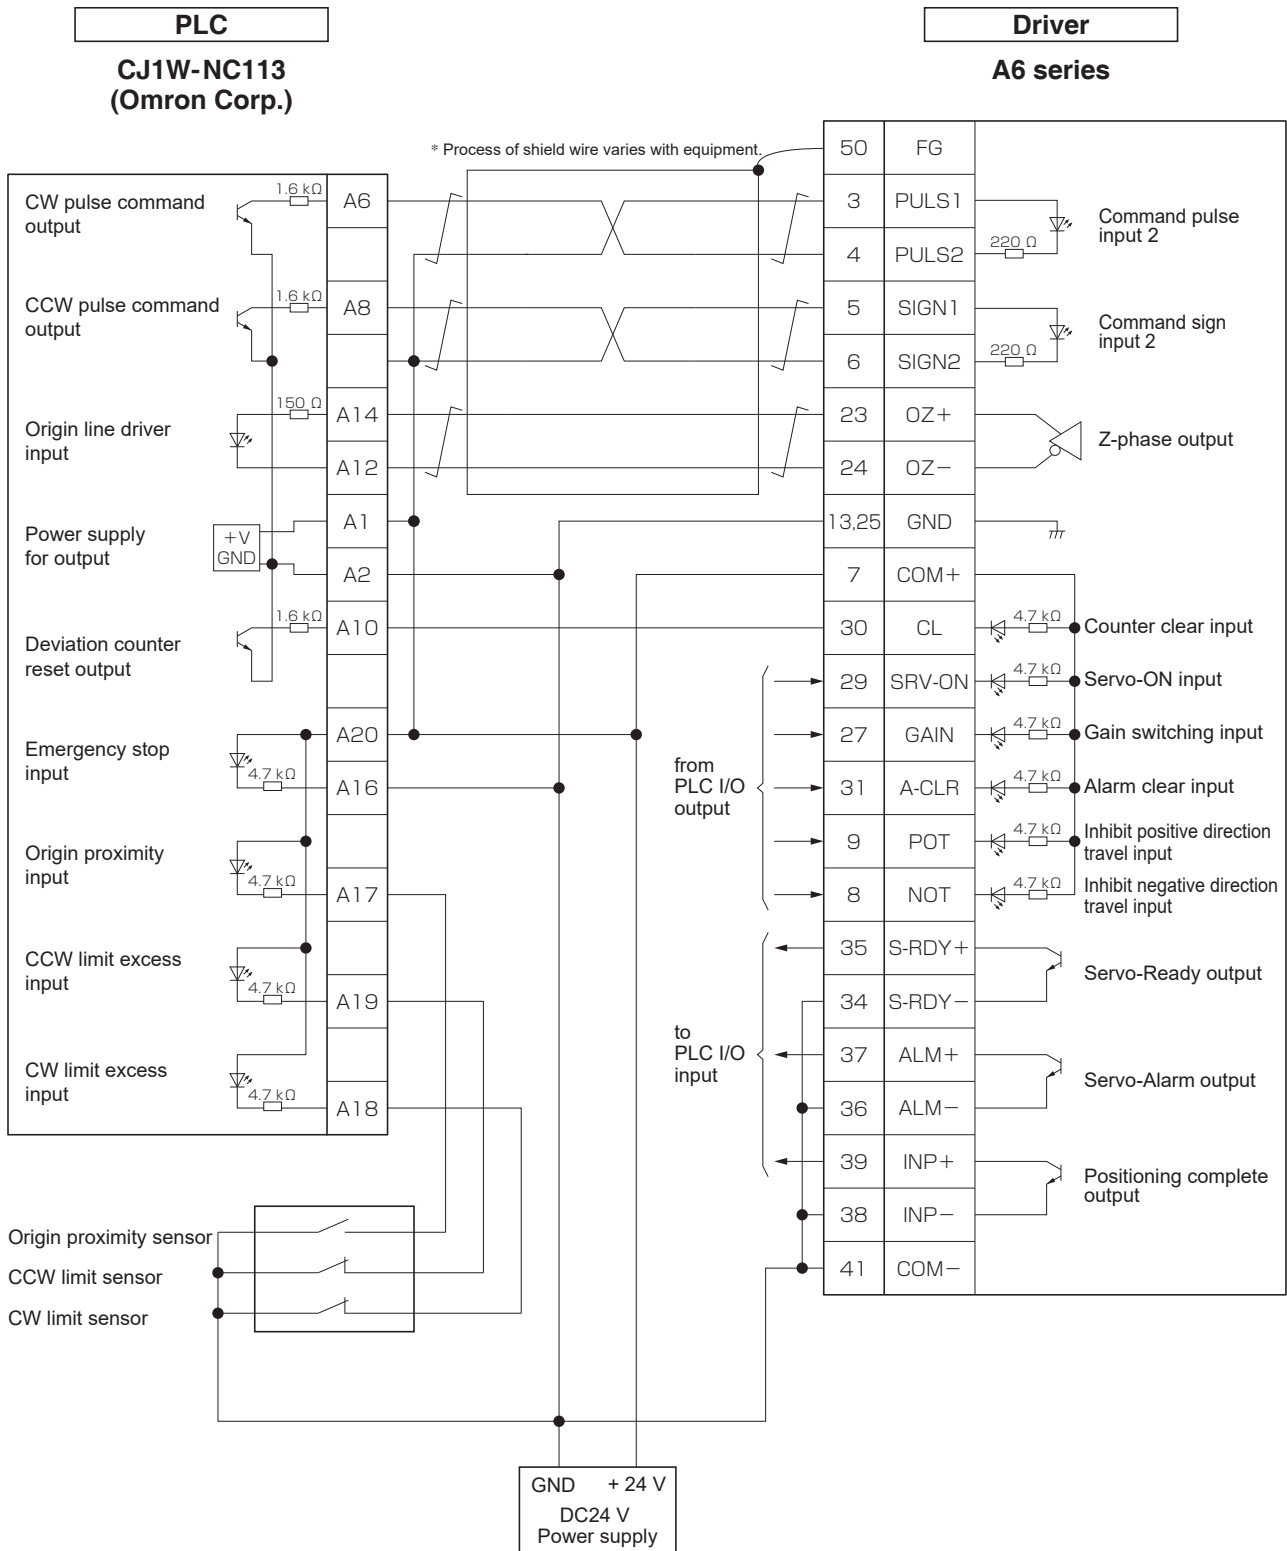 PLC
CJ1W-NC113
(Omron Corp.)
Driver
A6 series
* Process of shield wire varies with equipment.
CW pulse command
output
1.6 kΩ
A6
CCW pulse command
output
1.6 kΩ
A8
Origin line driver
input
150 Ω
A14
A12
Power supply
for output
+V
GND
A1
A2
Deviation counter
reset output
1.6 kΩ
A10
Emergency stop
input
A20
4.7 kΩ
A16
Origin proximity
input
4.7 kΩ
A17
CCW limit excess
input
4.7 kΩ
A19
CW limit excess
input
4.7 kΩ
A18
Origin proximity sensor
CCW limit sensor
CW limit sensor
50 FG
3 PULS1
4 PULS2
220 Ω
Command pulse
input 2
5 SIGN1
6 SIGN2
220 Ω
Command sign
input 2
23 OZ+
24 OZ−
Z-phase output
13,25 GND
7 COM+
30 CL 4.7 kΩ Counter clear input
29 SRV-ON 4.7 kΩ Servo-ON input
27 GAIN 4.7 kΩ Gain switching input
31 A-CLR 4.7 kΩ Alarm clear input
9 POT 4.7 kΩ Inhibit positive direction
travel input
8 NOT 4.7 kΩ Inhibit negative direction
travel input
from
PLC I/O
output
35 S-RDY+
34 S-RDY−
Servo-Ready output
37 ALM+
36 ALM−
Servo-Alarm output
39 INP+
38 INP−
Positioning complete
output
41 COM−
to
PLC I/O
input
GND + 24 V
DC24 V
Power supply